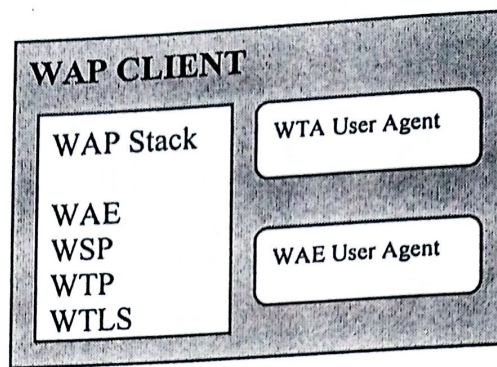 WAP CLIENT
WAP Stack
WAE
WSP
WTP
WTLS
WTA User Agent
WAE User Agent